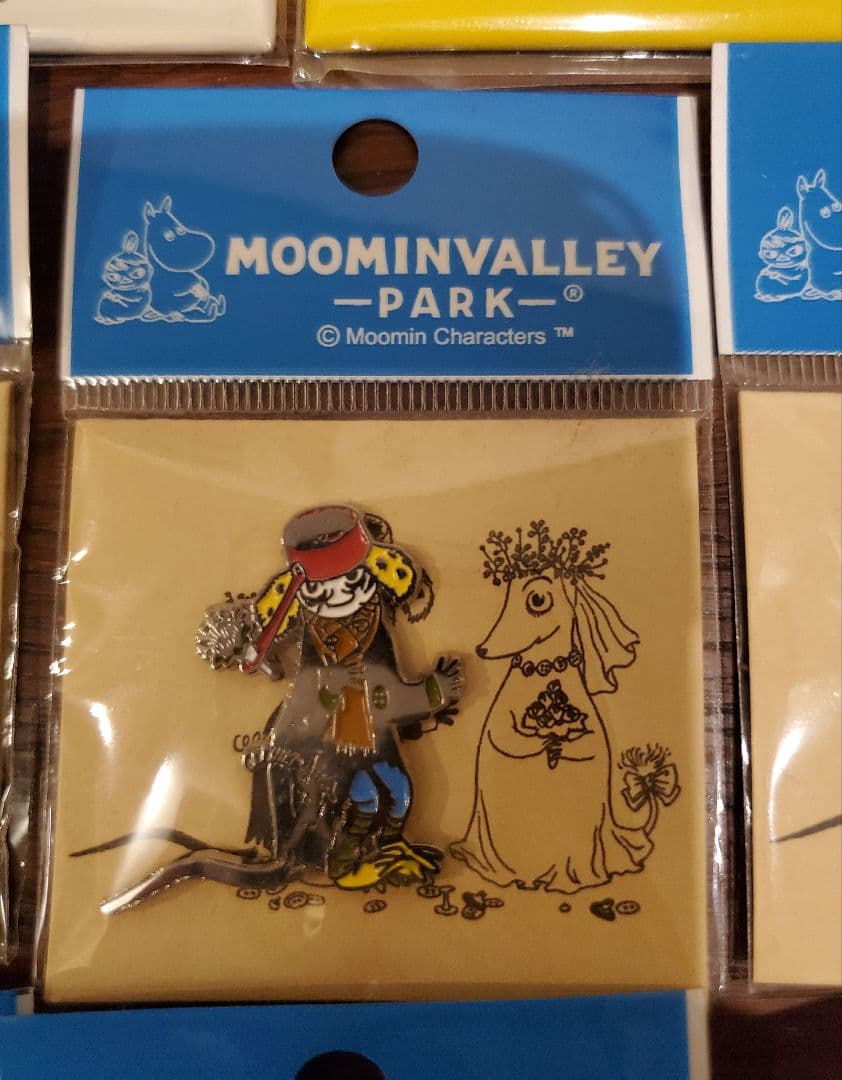 MOOMINVALLEY
—PARK—®
© Moomin Characters ™